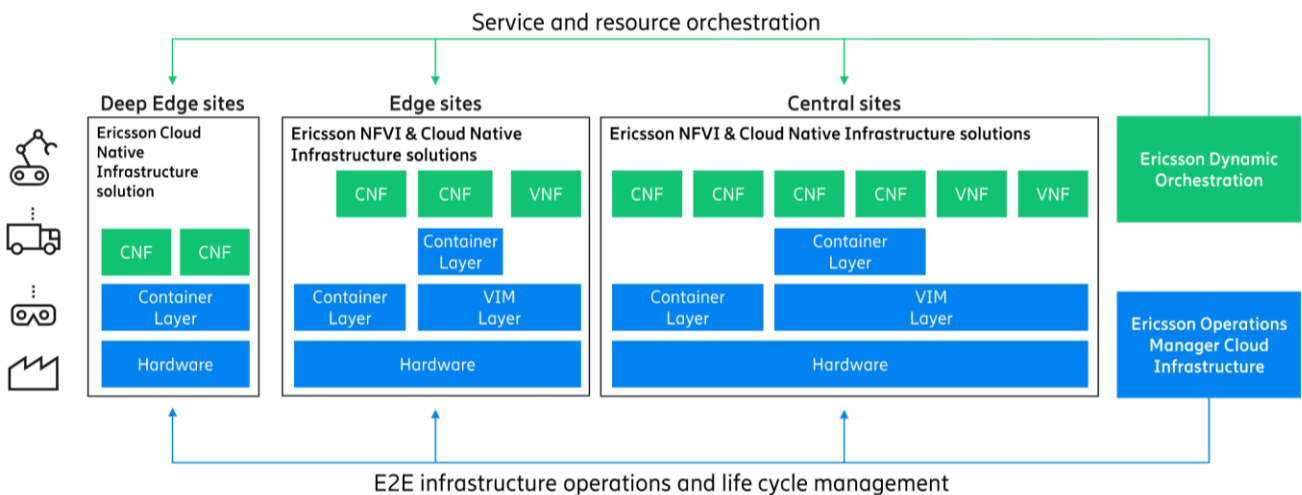 Service and resource orchestration
Deep Edge sites
Ericsson Cloud
Native
Infrastructure
solution
CNF
CNF
Container
Layer
Hardware
Edge sites
Ericsson NFVI & Cloud Native
Infrastructure solutions
CNF
CNF
VNF
Container
Layer
Container
Layer
VIM
Layer
Hardware
Central sites
Ericsson NFVI & Cloud Native Infrastructure solutions
CNF
CNF
CNF
CNF
VNF
VNF
Container
Layer
Container
Layer
VIM
Layer
Hardware
Ericsson Dynamic
Orchestration
Ericsson Operations
Manager Cloud
Infrastructure
E2E infrastructure operations and life cycle management